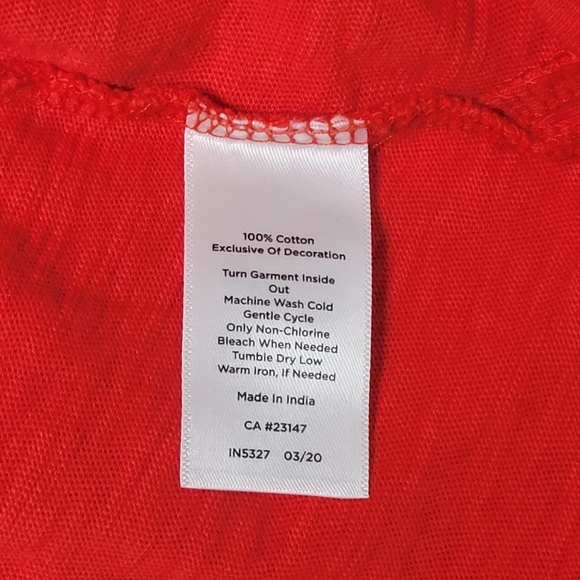 100% Cotton
Exclusive Of Decoration
Turn Garment Inside
Out
Machine Wash Cold
Gentle Cycle
Only Non-Chlorine
Bleach When Needed
Tumble Dry Low
Warm Iron, If Needed
Made In India
CA #23147
IN5327 03/20